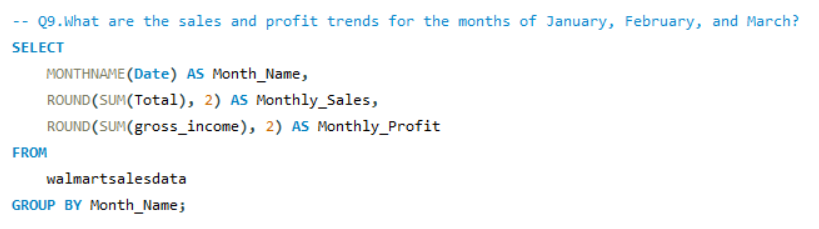 -- Q9.What are the sales and profit trends for the months of January, February, and March?
SELECT
    MONTHNAME(Date) AS Month_Name,
    ROUND(SUM(Total), 2) AS Monthly_Sales,
    ROUND(SUM(gross_income), 2) AS Monthly_Profit
FROM
    walmartsalesdata
GROUP BY Month_Name;